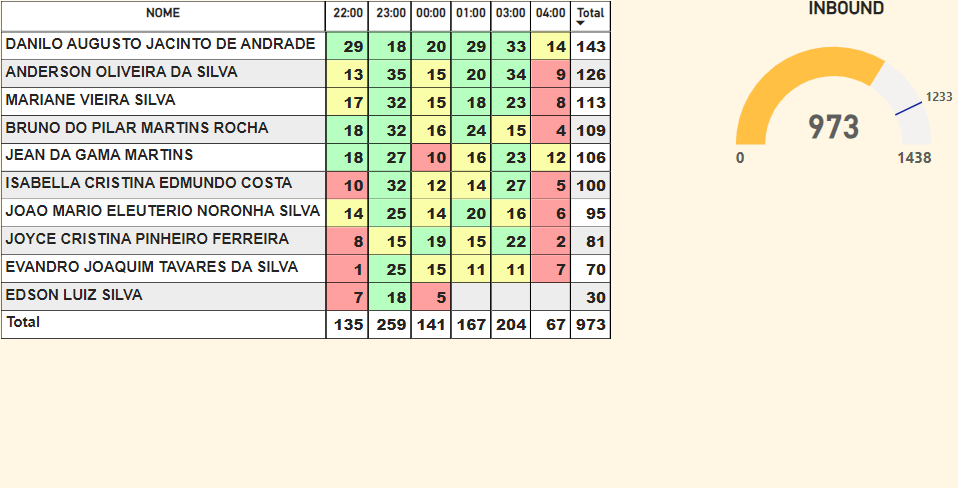 NOME 22:00 23:00 00:00 01:00 03:00 04:00 Total
DANILO AUGUSTO JACINTO DE ANDRADE 29 18 20 29 33 14 143
ANDERSON OLIVEIRA DA SILVA 13 35 15 20 34 9 126
MARIANE VIEIRA SILVA 17 32 15 18 23 8 113
BRUNO DO PILAR MARTINS ROCHA 18 32 16 24 15 4 109
JEAN DA GAMA MARTINS 18 27 10 16 23 12 106
ISABELLA CRISTINA EDMUNDO COSTA 10 32 12 14 27 5 100
JOAO MARIO ELEUTERIO NORONHA SILVA 14 25 14 20 16 6 95
JOYCE CRISTINA PINHEIRO FERREIRA 8 15 19 15 22 2 81
EVANDRO JOAQUIM TAVARES DA SILVA 1 25 15 11 11 7 70
EDSON LUIZ SILVA 7 18 5 30
Total 135 259 141 167 204 67 973
INBOUND
1233
973
0 1438